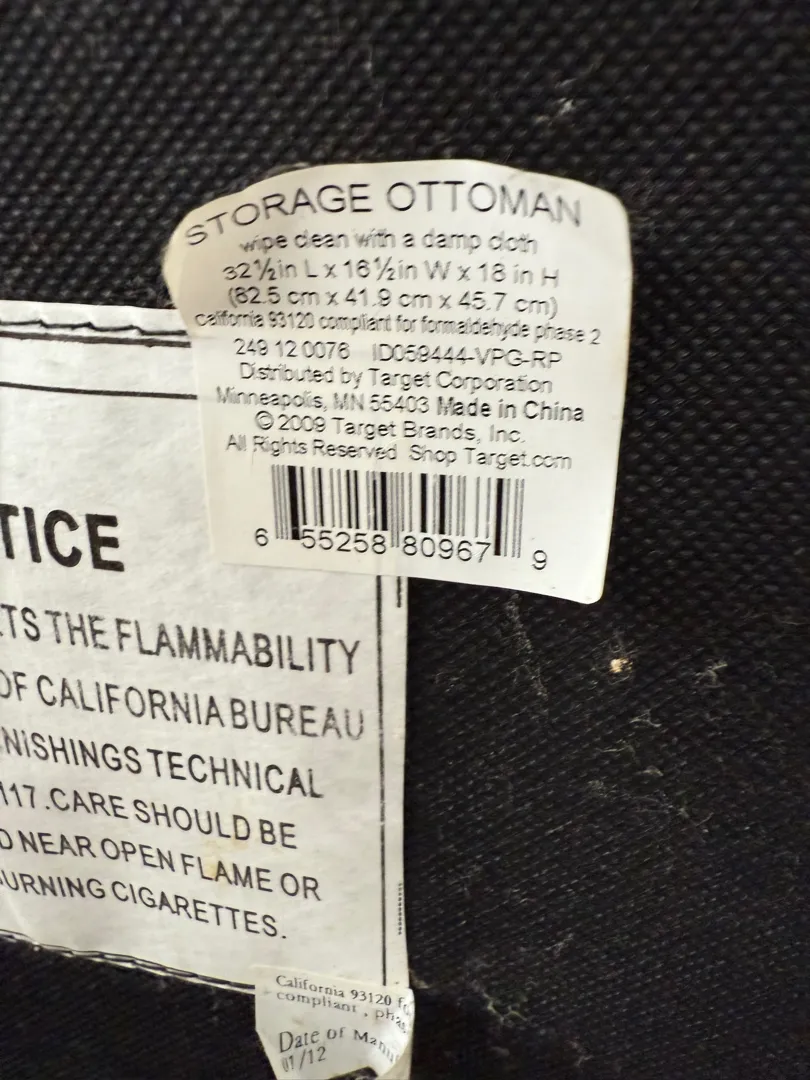 STORAGE OTTOMAN
wipe clean with a damp cloth
32½in L x 16½in W x 18 in H
(82.5 cm x 41.9 cm x 45.7 cm)
california 93120 compliant for formaldehyde phase 2
249 12 0076 ID059444-VPG-RP
Distributed by Target Corporation
Minneapolis, MN 55403 Made in China
© 2009 Target Brands, Inc.
All Rights Reserved Shop Target.com
6 55258 80967 9
TICE
TS THE FLAMMABILITY
OF CALIFORNIA BUREAU
NISHINGS TECHNICAL
117.CARE SHOULD BE
D NEAR OPEN FLAME OR
URNING CIGARETTES.
California 93120 f
compliant , phas
Date of Manu
01/12